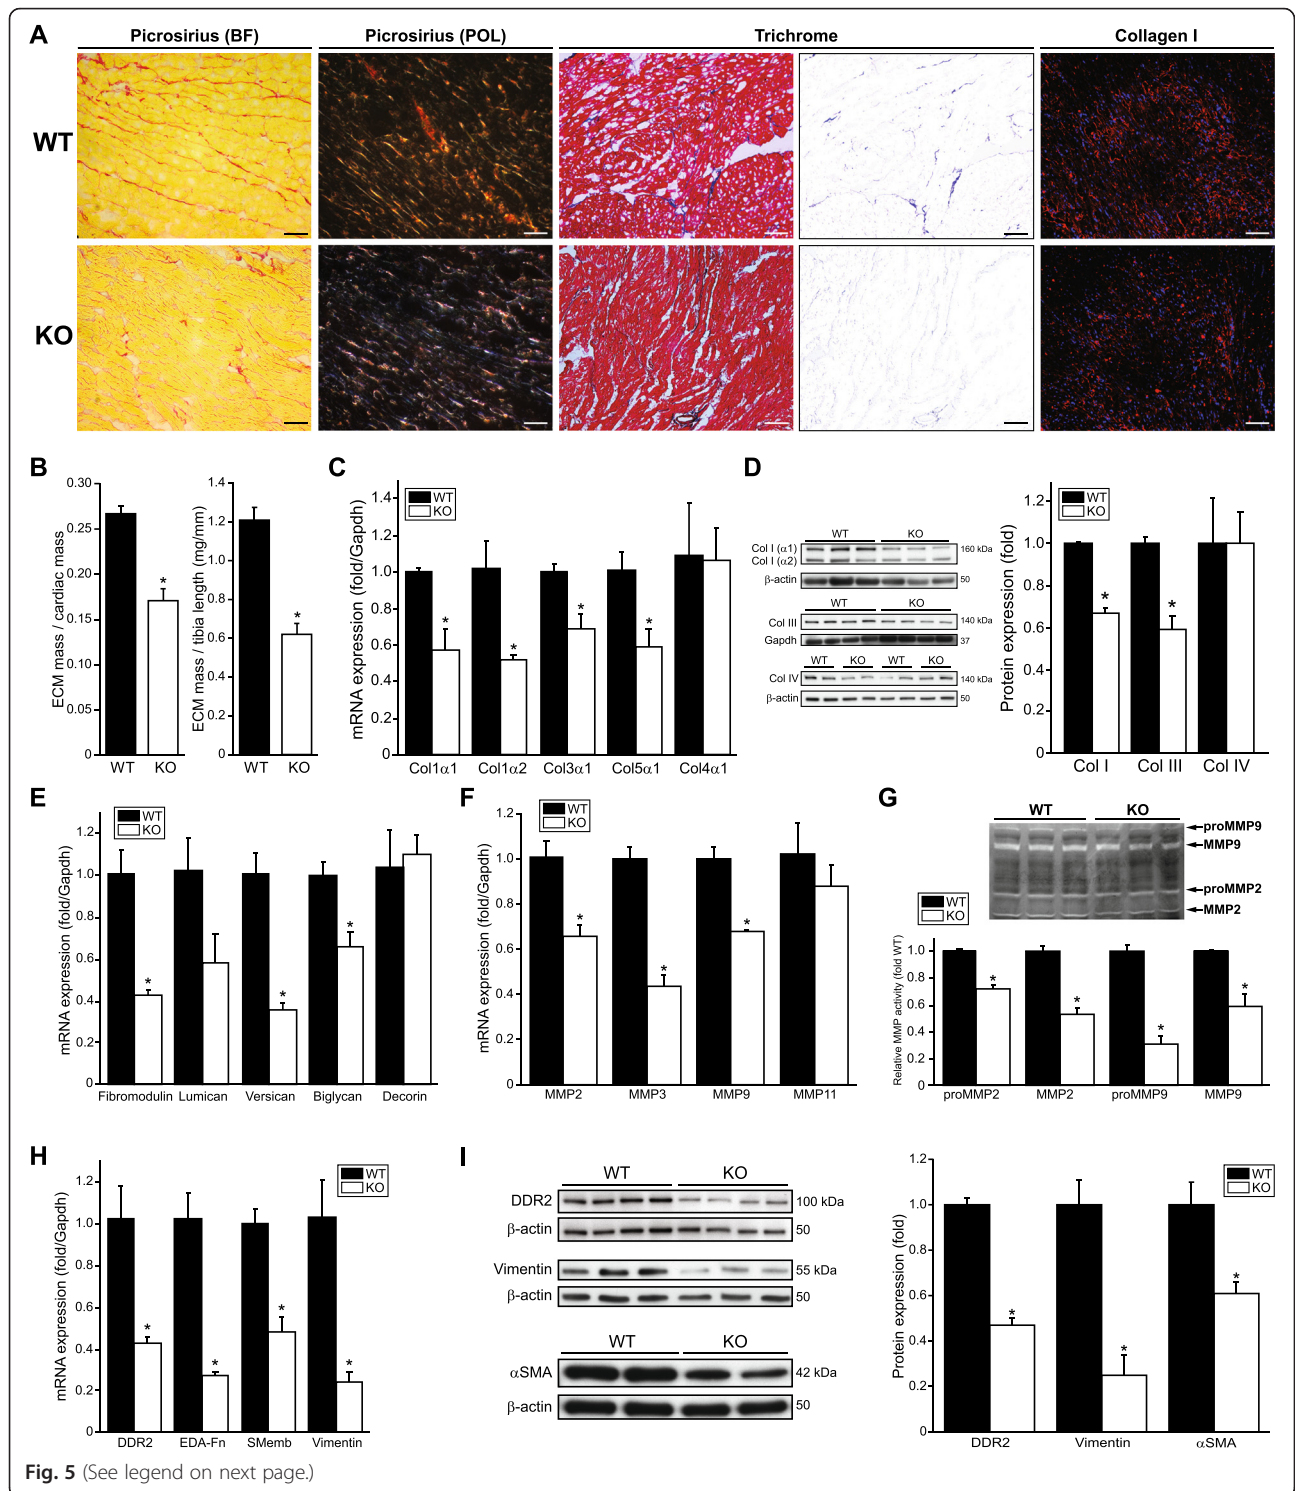 A
Picrosirius (BF)
Picrosirius (POL)
Trichrome
Collagen I
WT
KO
B
ECM mass / cardiac mass
0.30
0.25
0.20
0.15
0.10
0.05
0
*
WT KO
ECM mass / tibia length (mg/mm)
1.4
1.2
1.0
0.8
0.6
0.4
0.2
0
*
WT KO
C
mRNA expression (fold/Gapdh)
1.4
1.2
1.0
0.8
0.6
0.4
0.2
0
WT
KO
* * * *
Col1α1 Col1α2 Col3α1 Col5α1 Col4α1
D
WT KO
Col I (α1) 160 kDa
Col I (α2)
β-actin 50
WT KO
Col III 140 kDa
Gapdh 37
WT KO WT KO
Col IV 140 kDa
β-actin 50
Protein expression (fold)
1.2
1.0
0.8
0.6
0.4
0.2
0
WT
KO
* *
Col I Col III Col IV
E
mRNA expression (fold/Gapdh)
1.2
1.0
0.8
0.6
0.4
0.2
0
WT
KO
* * *
Fibromodulin Lumican Versican Biglycan Decorin
F
mRNA expression (fold/Gapdh)
1.2
1.0
0.8
0.6
0.4
0.2
0
WT
KO
* * *
MMP2 MMP3 MMP9 MMP11
G
WT KO
proMMP9
MMP9
proMMP2
MMP2
WT
KO
Relative MMP activity (fold WT)
1.0
0.8
0.6
0.4
0.2
0
* * * *
proMMP2 MMP2 proMMP9 MMP9
H
mRNA expression (fold/Gapdh)
1.2
1.0
0.8
0.6
0.4
0.2
0
WT
KO
* * * *
DDR2 EDA-Fn SMemb Vimentin
I
WT KO
DDR2 100 kDa
β-actin 50
Vimentin 55 kDa
β-actin 50
WT KO
αSMA 42 kDa
β-actin 50
Protein expression (fold)
1.2
1.0
0.8
0.6
0.4
0.2
0
WT
KO
* * *
DDR2 Vimentin αSMA
Fig. 5 (See legend on next page.)